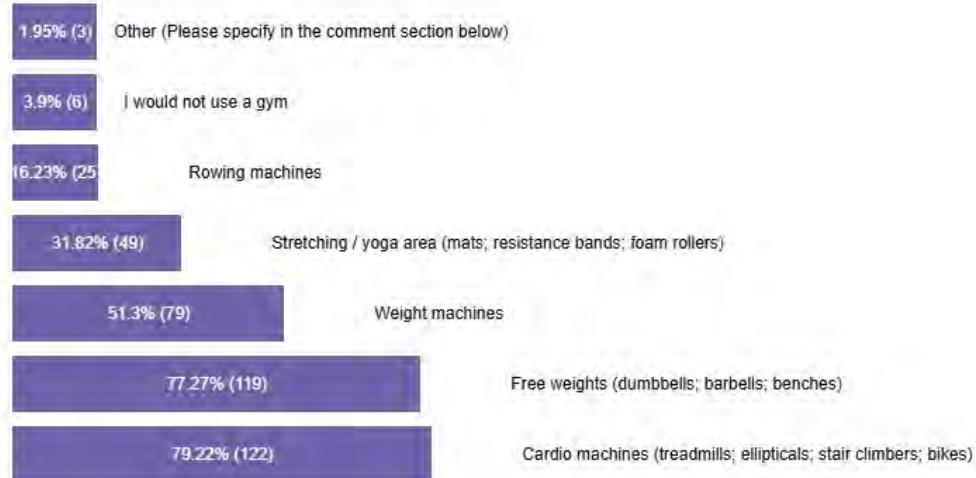 1.95% (3) Other (Please specify in the comment section below)
3.9% (6) I would not use a gym
16.23% (25 Rowing machines
31.82% (49) Stretching / yoga area (mats; resistance bands; foam rollers)
51.3% (79) Weight machines
77.27% (119) Free weights (dumbbells; barbells; benches)
79.22% (122) Cardio machines (treadmills; ellipticals; stair climbers; bikes)